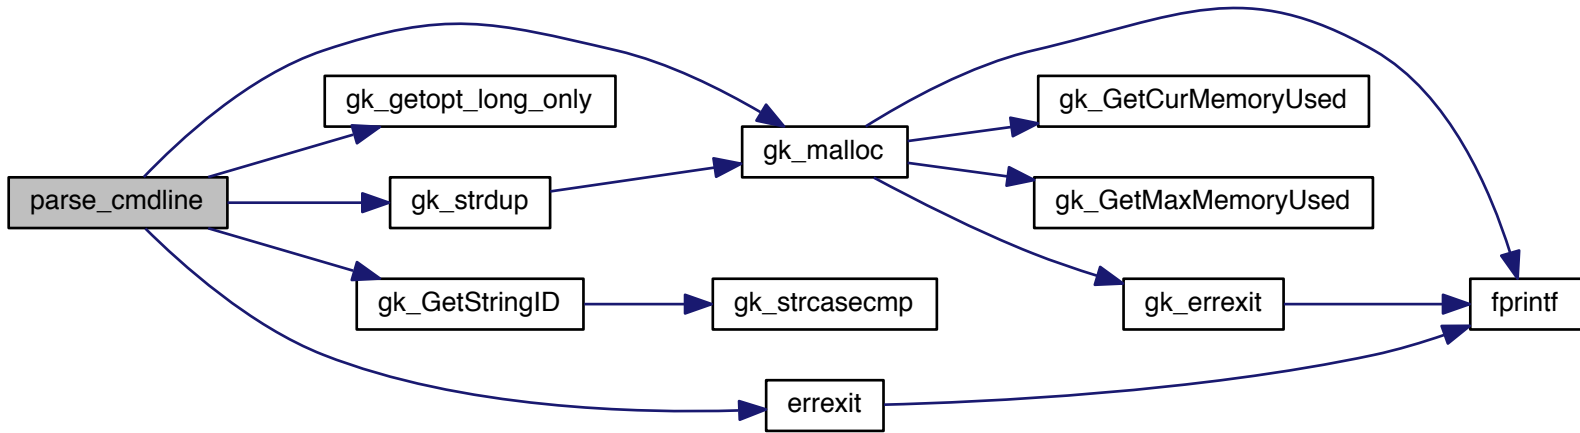 parse_cmdline
gk_getopt_long_only
gk_strdup
gk_GetStringID
gk_malloc
gk_strcasecmp
errexit
gk_GetCurMemoryUsed
gk_GetMaxMemoryUsed
gk_errexit
fprintf